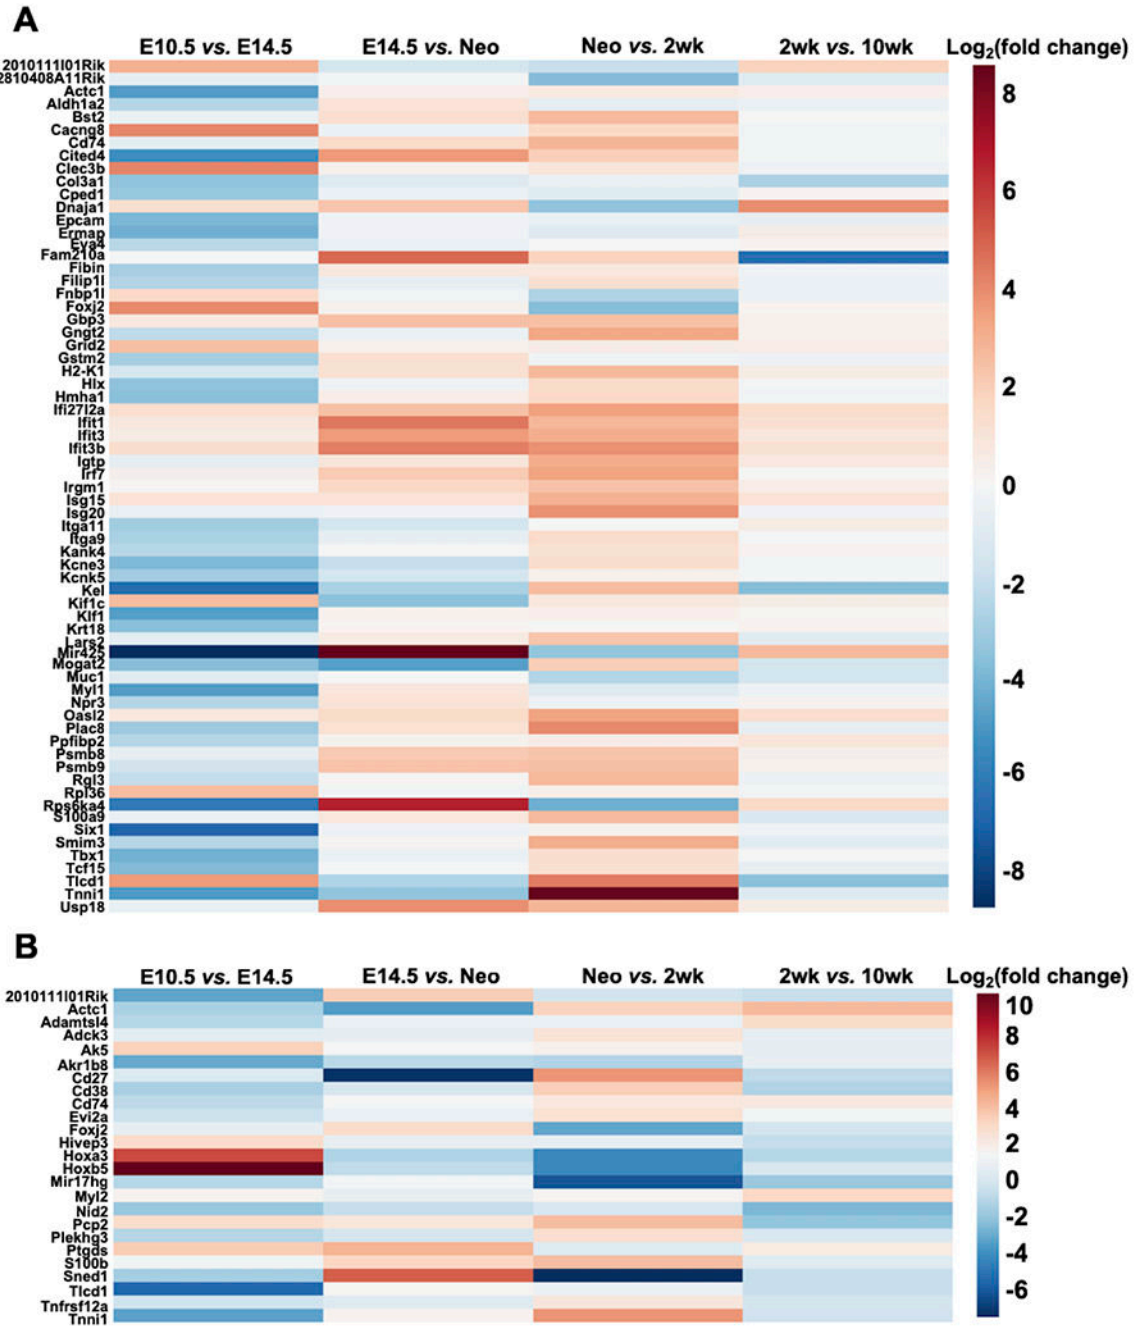 A
E10.5 vs. E14.5 E14.5 vs. Neo Neo vs. 2wk 2wk vs. 10wk Log2(fold change)
2010111I01Rik
2810408A11Rik
Actc1
Aldh1a2
Bst2
Cacng8
Cd74
Cited4
Clec3b
Col3a1
Cped1
Dnaja1
Epcam
Ermap
Eya4
Fam210a
Fibin
Filip1l
Fnbp1l
Foxj2
Gbp3
Gngt2
Grid2
Gstm2
H2-K1
Hlx
Hmha1
Ifi27l2a
Ifit1
Ifit3
Ifit3b
Igtp
Irf7
Irgm1
Isg15
Isg20
Itga11
Itga9
Kank4
Kcne3
Kcnk5
Kel
Kif1c
Klf1
Krt18
Lars2
Mir425
Mogat2
Muc1
Myl1
Npr3
Oasl2
Plac8
Ppfibp2
Psmb8
Psmb9
Rgl3
Rpl36
Rps6ka4
S100a9
Six1
Smim3
Tbx1
Tcf15
Tlcd1
Tnni1
Usp18
8
6
4
2
0
-2
-4
-6
-8
B
E10.5 vs. E14.5 E14.5 vs. Neo Neo vs. 2wk 2wk vs. 10wk Log2(fold change)
2010111I01Rik
Actc1
Adamtsl4
Adck3
Ak5
Akr1b8
Cd27
Cd38
Cd74
Evi2a
Foxj2
Hivep3
Hoxa3
Hoxb5
Mir17hg
Myl2
Nid2
Pcp2
Plekhg3
Ptgds
S100b
Sned1
Tlcd1
Tnfrsf12a
Tnni1
10
8
6
4
2
0
-2
-4
-6